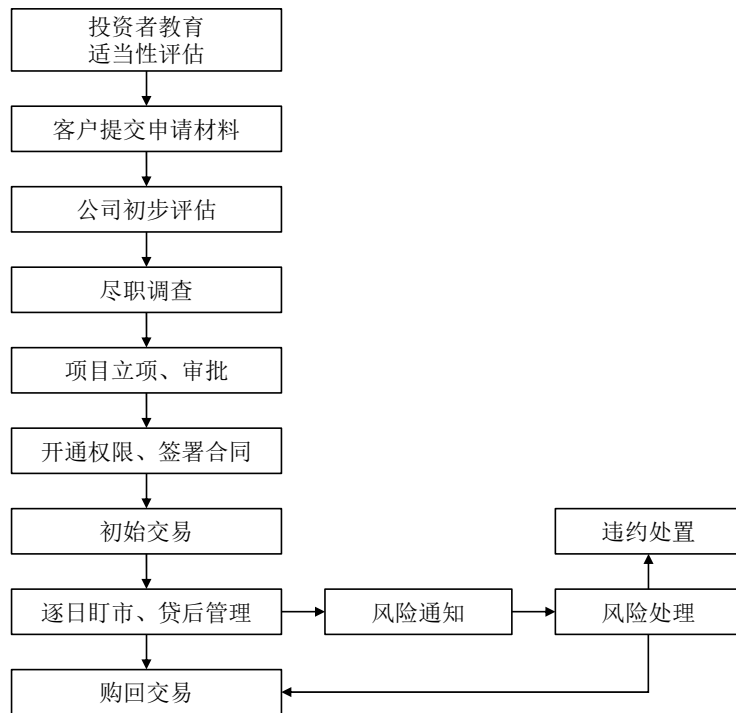 投资者教育
适当性评估
客户提交申请材料
公司初步评估
尽职调查
项目立项、审批
开通权限、签署合同
初始交易
违约处置
逐日盯市、贷后管理
风险通知
风险处理
购回交易